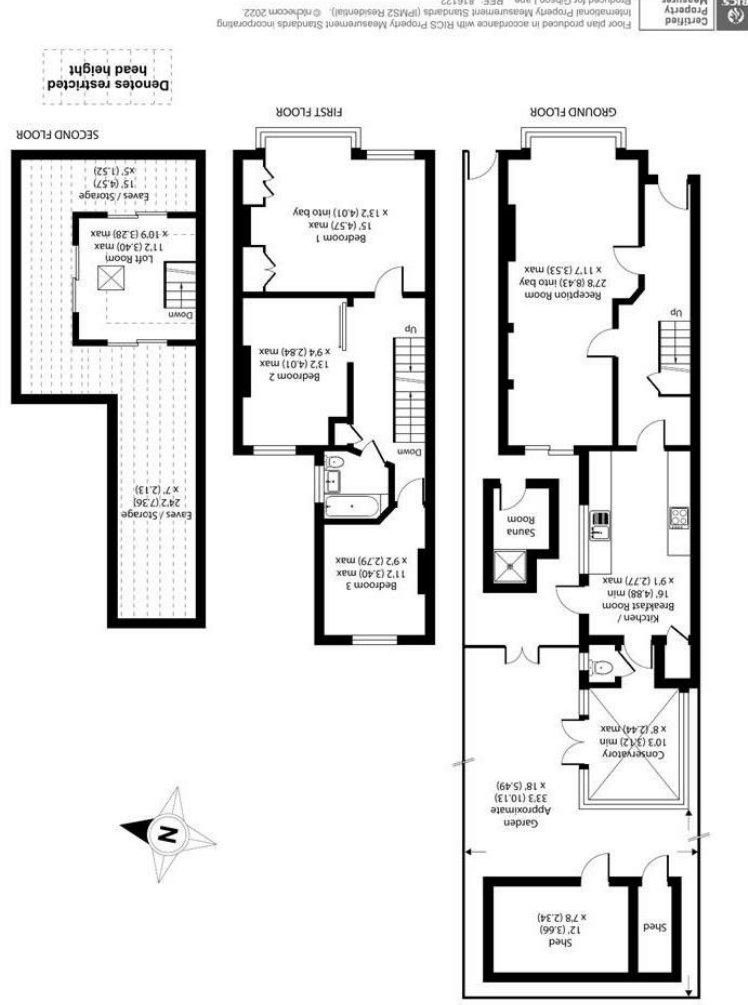 Shed
12' (3.66)
x 7'8 (2.34)
Shed
Garden
Approximate
33'3 (10.13)
x 18' (5.49)
N
Conservatory
10'3 (3.12) min
x 8' (2.44) max
Kitchen /
Breakfast Room
16' (4.88) min
x 9'1 (2.77) max
Sauna
Room
Up
Reception Room
27'8 (8.43) into bay
x 11'7 (3.53) max
GROUND FLOOR
Bedroom 3
11'2 (3.40) max
x 9'2 (2.79) max
Down
Bedroom 2
13'2 (4.01) max
x 9'4 (2.84) max
Up
Bedroom 1
15' (4.57) max
x 13'2 (4.01) into bay
FIRST FLOOR
Eaves / Storage
24'2 (7.36)
x 7' (2.13)
Down
Loft Room
11'2 (3.40) max
x 10'9 (3.28) max
Eaves / Storage
15' (4.57)
x5' (1.52)
SECOND FLOOR
Denotes restricted
head height
RICS
Certified
Property
Measurer
Floor plan produced in accordance with RICS Property Measurement Standards incorporating
International Property Measurement Standards (IPMS2 Residential). © nichecom 2022.
Produced for Gibson Lane. REF: 816122